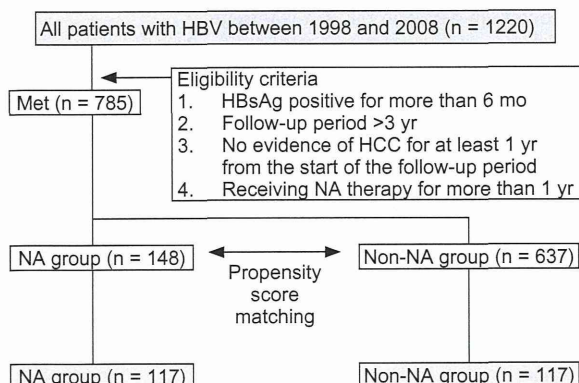 All patients with HBV between 1998 and 2008 (n = 1220)
Eligibility criteria
1. HBsAg positive for more than 6 mo
2. Follow-up period >3 yr
3. No evidence of HCC for at least 1 yr
from the start of the follow-up period
4. Receiving NA therapy for more than 1 yr
Met (n = 785)
NA group (n = 148)
Propensity
score
matching
Non-NA group (n = 637)
NA group (n = 117)
Non-NA group (n = 117)